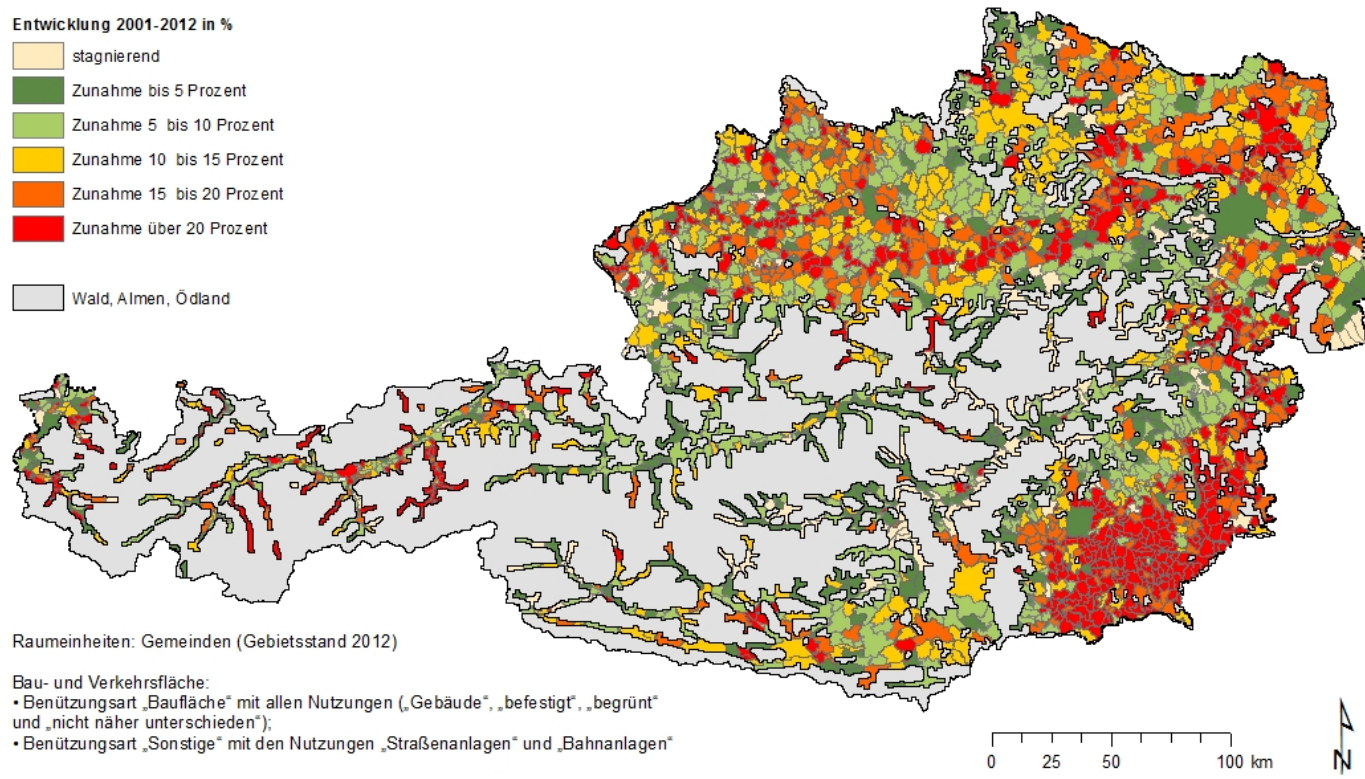 Entwicklung 2001-2012 in %
stagnierend
Zunahme bis 5 Prozent
Zunahme 5 bis 10 Prozent
Zunahme 10 bis 15 Prozent
Zunahme 15 bis 20 Prozent
Zunahme über 20 Prozent
Wald, Almen, Ödland
Raumeinheiten: Gemeinden (Gebietsstand 2012)
Bau- und Verkehrsfläche:
• Benützungsart „Baufläche“ mit allen Nutzungen („Gebäude“, „befestigt“, „begrünt“
und „nicht näher unterschieden“);
• Benützungsart „Sonstige“ mit den Nutzungen „Straßenanlagen“ und „Bahnanlagen“
0 25 50 100 km
N